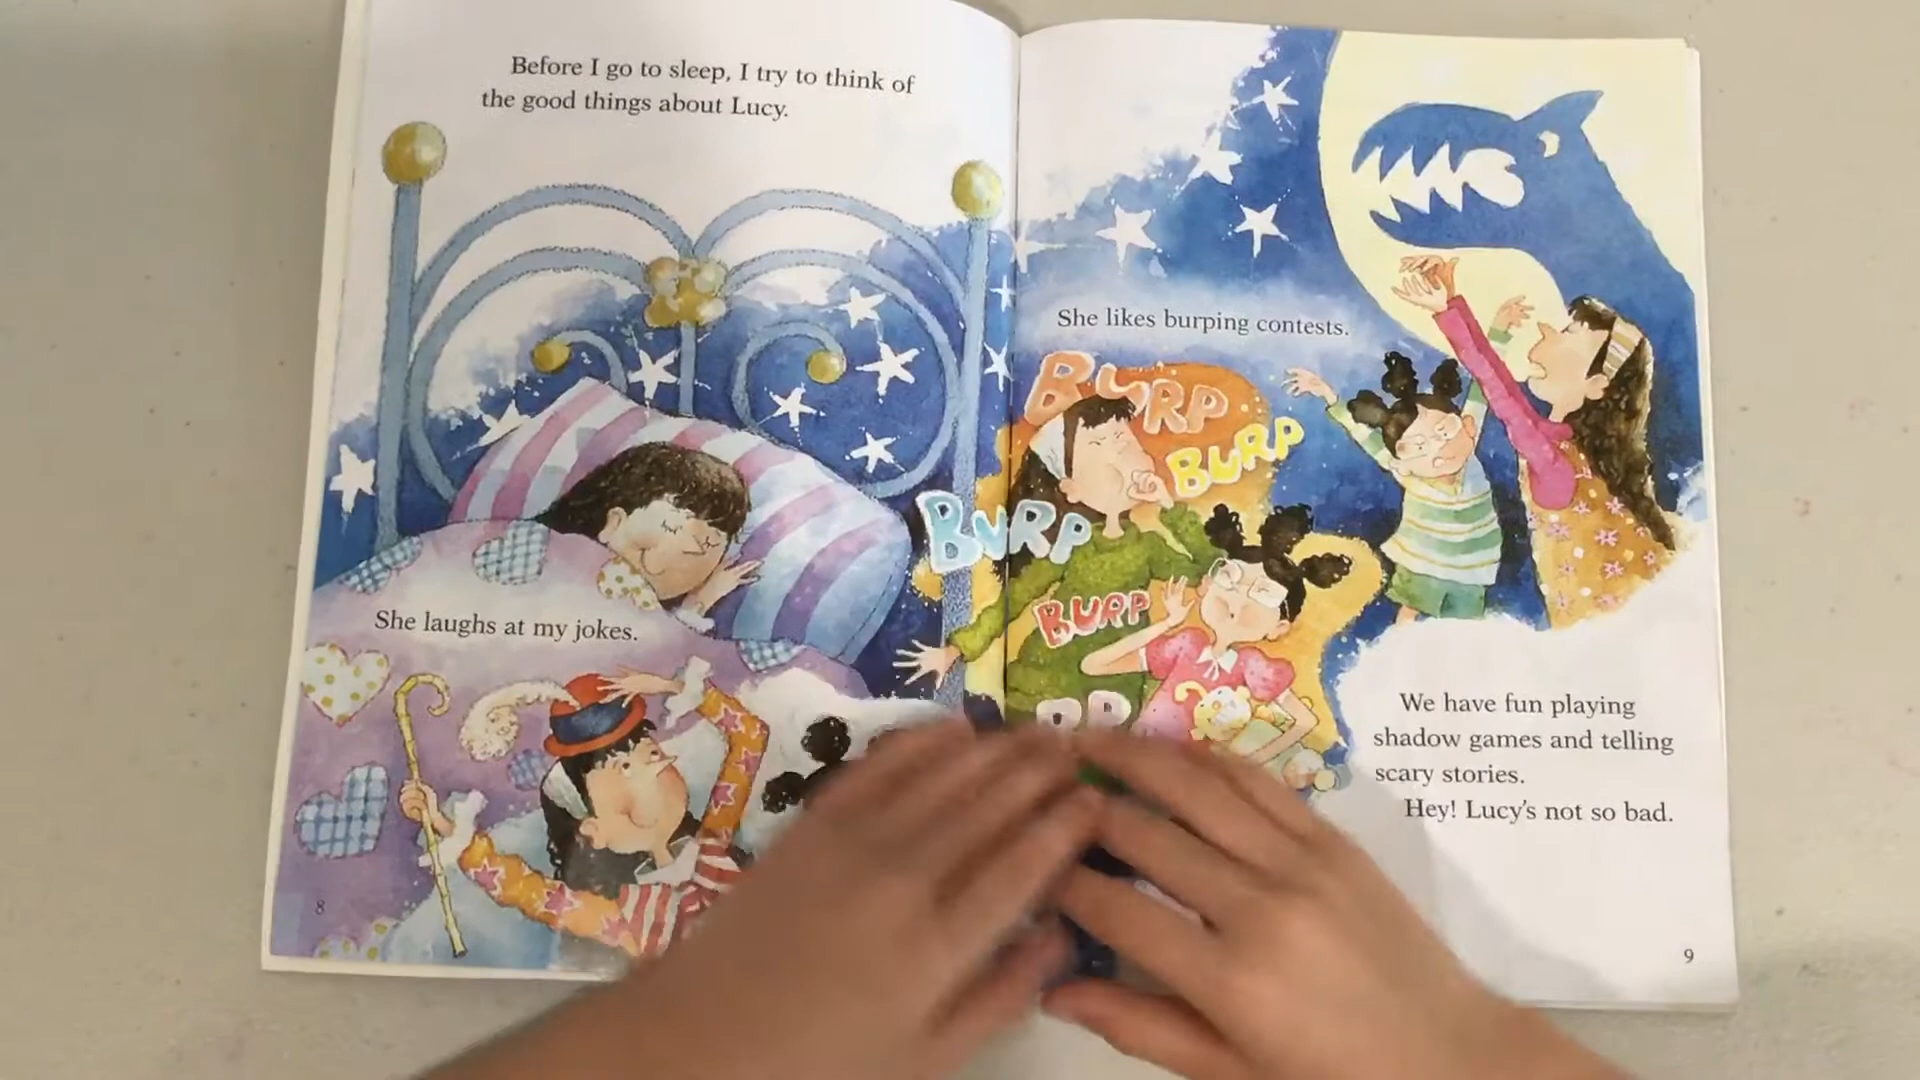 Before I go to sleep, I try to think of
the good things about Lucy.
She laughs at my jokes.
8
She likes burping contests.
BURP
BURP
BURP
BURP
We have fun playing
shadow games and telling
scary stories.
Hey! Lucy's not so bad.
9